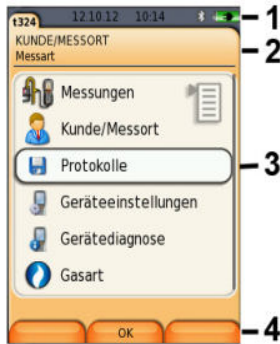 t324 12.10.12 10:14
1
KUNDE/MESSORT
Messart
2
Messungen
Kunde/Messort
Protokolle
3
Geräteeinstellungen
Gerätediagnose
Gasart
OK
4